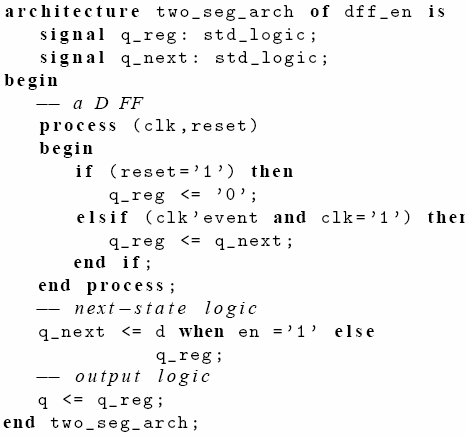 architecture two_seg_arch of dff_en is
signal q_reg: std_logic;
signal q_next: std_logic;
begin
-- a D FF
process (clk,reset)
begin
if (reset='1') then
q_reg <= '0';
elsif (clk'event and clk='1') then
q_reg <= q_next;
end if;
end process;
-- next-state logic
q_next <= d when en ='1' else
q_reg;
-- output logic
q <= q_reg;
end two_seg_arch;